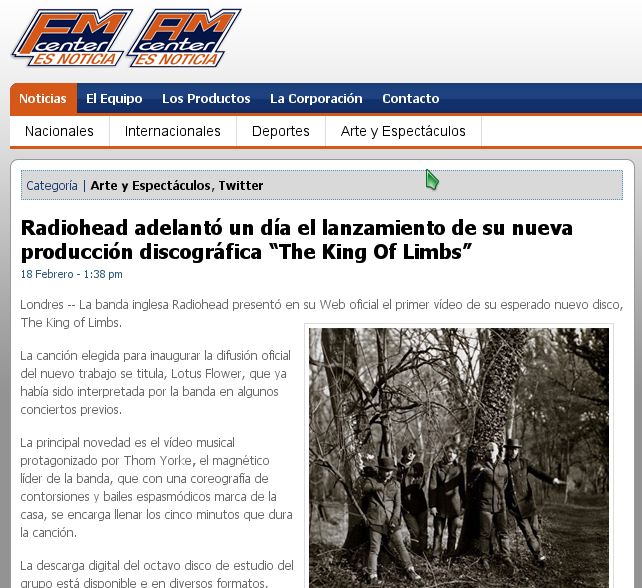 FM center ES NOTICIA AM center ES NOTICIA
Noticias El Equipo Los Productos La Corporación Contacto
Nacionales Internacionales Deportes Arte y Espectáculos
Categoría | Arte y Espectáculos, Twitter
Radiohead adelantó un día el lanzamiento de su nueva
producción discográfica “The King Of Limbs”
18 Febrero - 1:38 pm
Londres -- La banda inglesa Radiohead presentó en su Web oficial el primer vídeo de su esperado nuevo disco,
The King of Limbs.
La canción elegida para inaugurar la difusión oficial
del nuevo trabajo se titula, Lotus Flower, que ya
había sido interpretada por la banda en algunos
conciertos previos.
La principal novedad es el vídeo musical
protagonizado por Thom Yorke, el magnético
líder de la banda, que con una coreografía de
contorsiones y bailes espasmódicos marca de la
casa, se encarga llenar los cinco minutos que dura
la canción.
La descarga digital del octavo disco de estudio del
grupo está disponible e en diversos formatos,